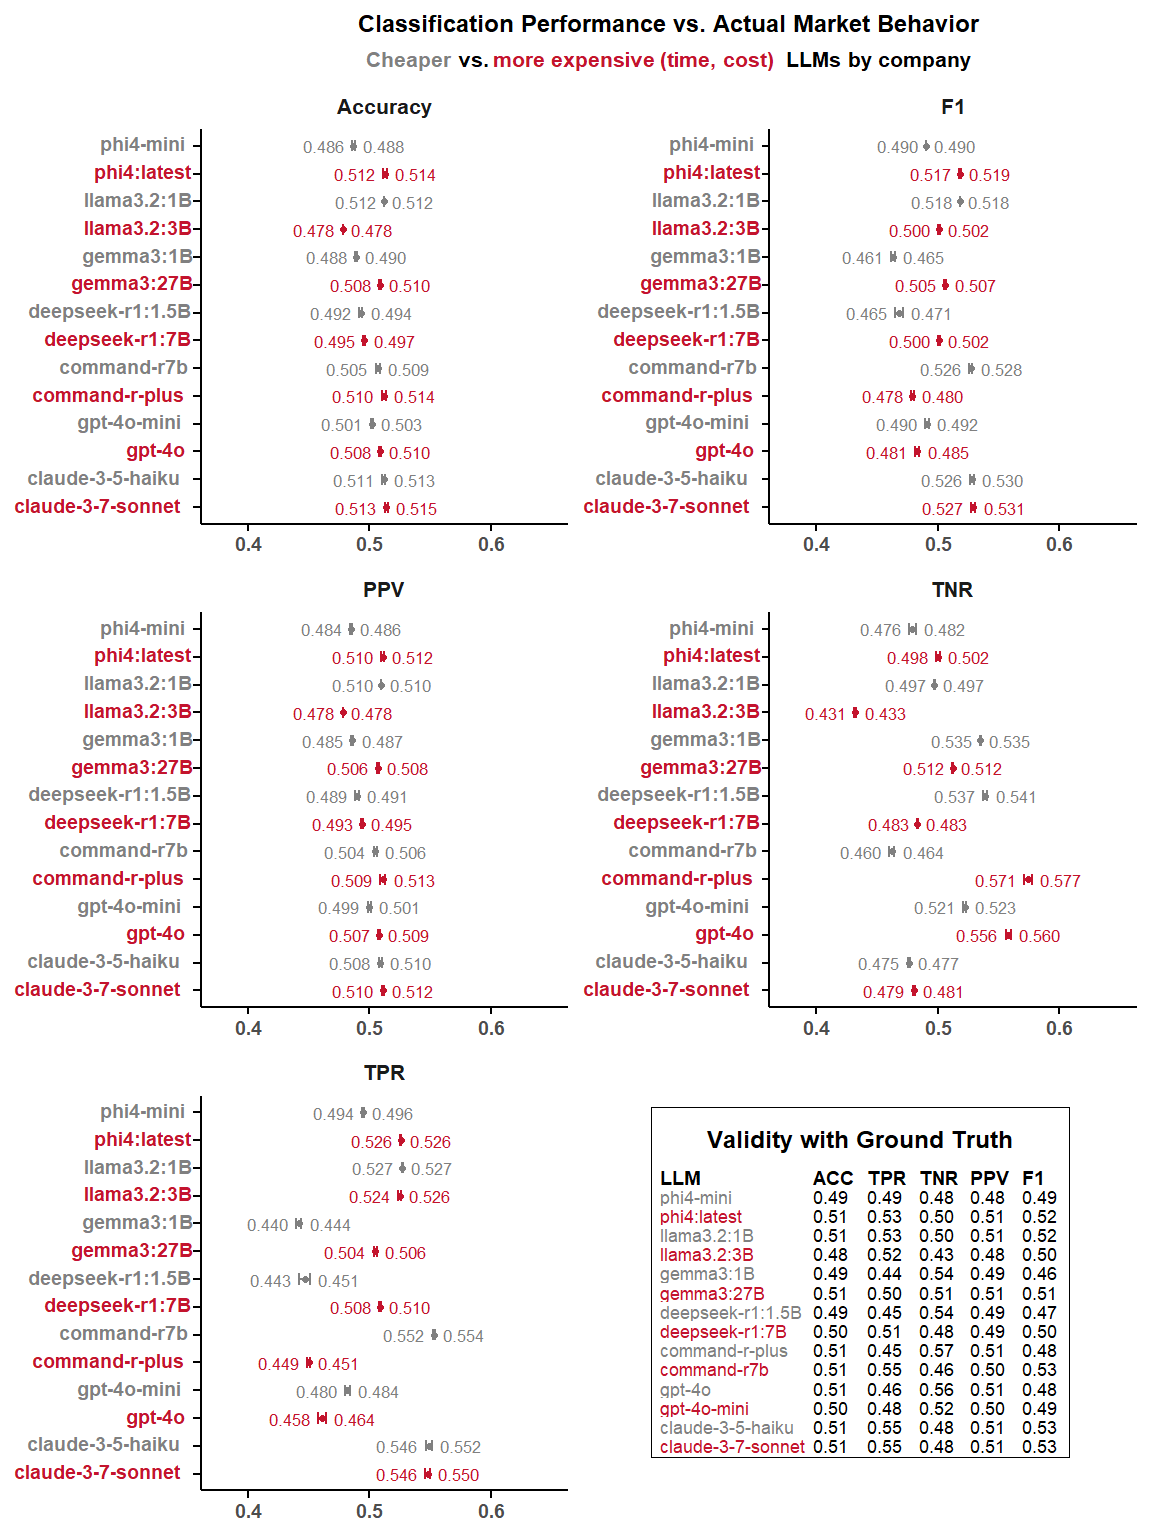 Classification Performance vs. Actual Market Behavior
Cheaper vs. more expensive (time, cost) LLMs by company
Accuracy
phi4-mini 0.486 0.488
phi4:latest 0.512 0.514
llama3.2:1B 0.512 0.512
llama3.2:3B 0.478 0.478
gemma3:1B 0.488 0.490
gemma3:27B 0.508 0.510
deepseek-r1:1.5B 0.492 0.494
deepseek-r1:7B 0.495 0.497
command-r7b 0.505 0.509
command-r-plus 0.510 0.514
gpt-4o-mini 0.501 0.503
gpt-4o 0.508 0.510
claude-3-5-haiku 0.511 0.513
claude-3-7-sonnet 0.513 0.515
0.4 0.5 0.6
F1
phi4-mini 0.490 0.490
phi4:latest 0.517 0.519
llama3.2:1B 0.518 0.518
llama3.2:3B 0.500 0.502
gemma3:1B 0.461 0.465
gemma3:27B 0.505 0.507
deepseek-r1:1.5B 0.465 0.471
deepseek-r1:7B 0.500 0.502
command-r7b 0.526 0.528
command-r-plus 0.478 0.480
gpt-4o-mini 0.490 0.492
gpt-4o 0.481 0.485
claude-3-5-haiku 0.526 0.530
claude-3-7-sonnet 0.527 0.531
0.4 0.5 0.6
PPV
phi4-mini 0.484 0.486
phi4:latest 0.510 0.512
llama3.2:1B 0.510 0.510
llama3.2:3B 0.478 0.478
gemma3:1B 0.485 0.487
gemma3:27B 0.506 0.508
deepseek-r1:1.5B 0.489 0.491
deepseek-r1:7B 0.493 0.495
command-r7b 0.504 0.506
command-r-plus 0.509 0.513
gpt-4o-mini 0.499 0.501
gpt-4o 0.507 0.509
claude-3-5-haiku 0.508 0.510
claude-3-7-sonnet 0.510 0.512
0.4 0.5 0.6
TNR
phi4-mini 0.476 0.482
phi4:latest 0.498 0.502
llama3.2:1B 0.497 0.497
llama3.2:3B 0.431 0.433
gemma3:1B 0.535 0.535
gemma3:27B 0.512 0.512
deepseek-r1:1.5B 0.537 0.541
deepseek-r1:7B 0.483 0.483
command-r7b 0.460 0.464
command-r-plus 0.571 0.577
gpt-4o-mini 0.521 0.523
gpt-4o 0.556 0.560
claude-3-5-haiku 0.475 0.477
claude-3-7-sonnet 0.479 0.481
0.4 0.5 0.6
TPR
phi4-mini 0.494 0.496
phi4:latest 0.526 0.526
llama3.2:1B 0.527 0.527
llama3.2:3B 0.524 0.526
gemma3:1B 0.440 0.444
gemma3:27B 0.504 0.506
deepseek-r1:1.5B 0.443 0.451
deepseek-r1:7B 0.508 0.510
command-r7b 0.552 0.554
command-r-plus 0.449 0.451
gpt-4o-mini 0.480 0.484
gpt-4o 0.458 0.464
claude-3-5-haiku 0.546 0.552
claude-3-7-sonnet 0.546 0.550
0.4 0.5 0.6
Validity with Ground Truth
LLM ACC TPR TNR PPV F1
phi4-mini 0.49 0.49 0.48 0.48 0.49
phi4:latest 0.51 0.53 0.50 0.51 0.52
llama3.2:1B 0.51 0.53 0.50 0.51 0.52
llama3.2:3B 0.48 0.52 0.43 0.48 0.50
gemma3:1B 0.49 0.44 0.54 0.49 0.46
gemma3:27B 0.51 0.50 0.51 0.51 0.51
deepseek-r1:1.5B 0.49 0.45 0.54 0.49 0.47
deepseek-r1:7B 0.50 0.51 0.48 0.49 0.50
command-r-plus 0.51 0.45 0.57 0.51 0.48
command-r7b 0.51 0.55 0.46 0.50 0.53
gpt-4o 0.51 0.46 0.56 0.51 0.48
gpt-4o-mini 0.50 0.48 0.52 0.50 0.49
claude-3-5-haiku 0.51 0.55 0.48 0.51 0.53
claude-3-7-sonnet 0.51 0.55 0.48 0.51 0.53